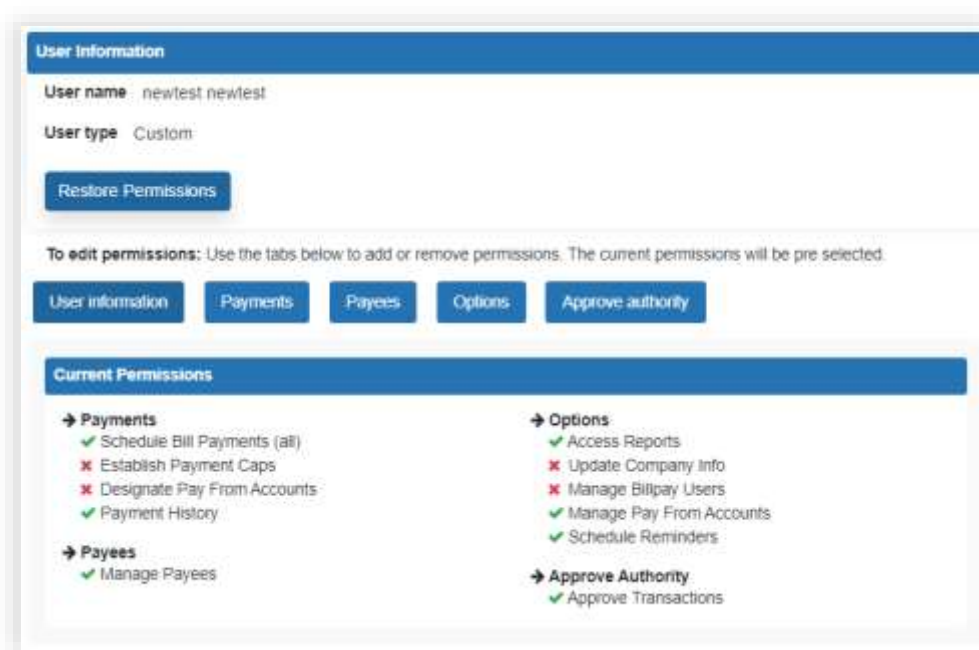 User Information
User name newtest newtest
User type Custom
Restore Permissions
To edit permissions: Use the tabs below to add or remove permissions. The current permissions will be pre selected.
User information Payments Payees Options Approve authority
Current Permissions
Payments
Schedule Bill Payments (all)
Establish Payment Caps
Designate Pay From Accounts
Payment History
Payees
Manage Payees
Options
Access Reports
Update Company Info
Manage Billpay Users
Manage Pay From Accounts
Schedule Reminders
Approve Authority
Approve Transactions